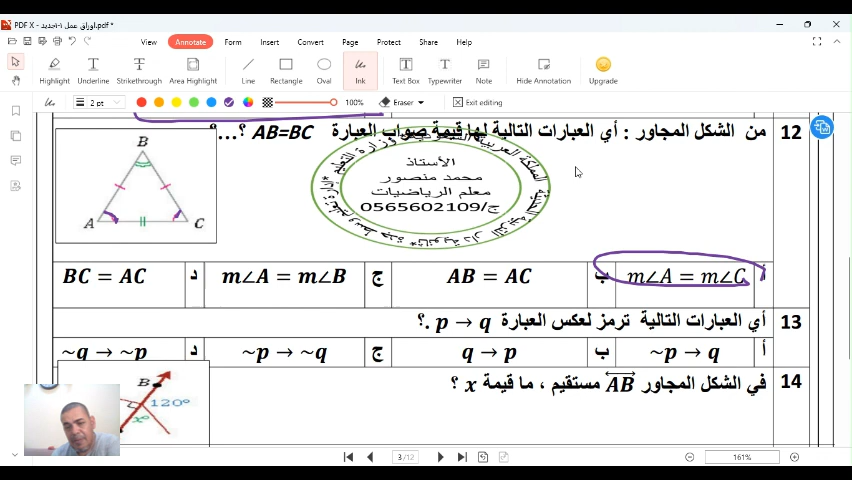 PDF X - اوراق عمل ١-١جديد.pdf *
View Annotate Form Insert Convert Page Protect Share Help
Highlight Underline Strikethrough Area Highlight Line Rectangle Oval Ink Text Box Typewriter Note Hide Annotation Upgrade
2 pt 100% Eraser Exit editing
12 من الشكل المجاور : أي العبارات التالية لها قيمة صواب العبارة AB=BC ؟...؟
الأستاذ
محمد منصور
معلم الرياضيات
ج/0565602109
B
A C
أ m∠A = m∠C ب AB = AC ج m∠A = m∠B د BC = AC
13 أي العبارات التالية ترمز لعكس العبارة p → q .؟
أ ~p → q ب q → p ج ~p → ~q د ~q → ~p
14 في الشكل المجاور AB مستقيم ، ما قيمة x ؟
B
120°
x°
3/12
161%